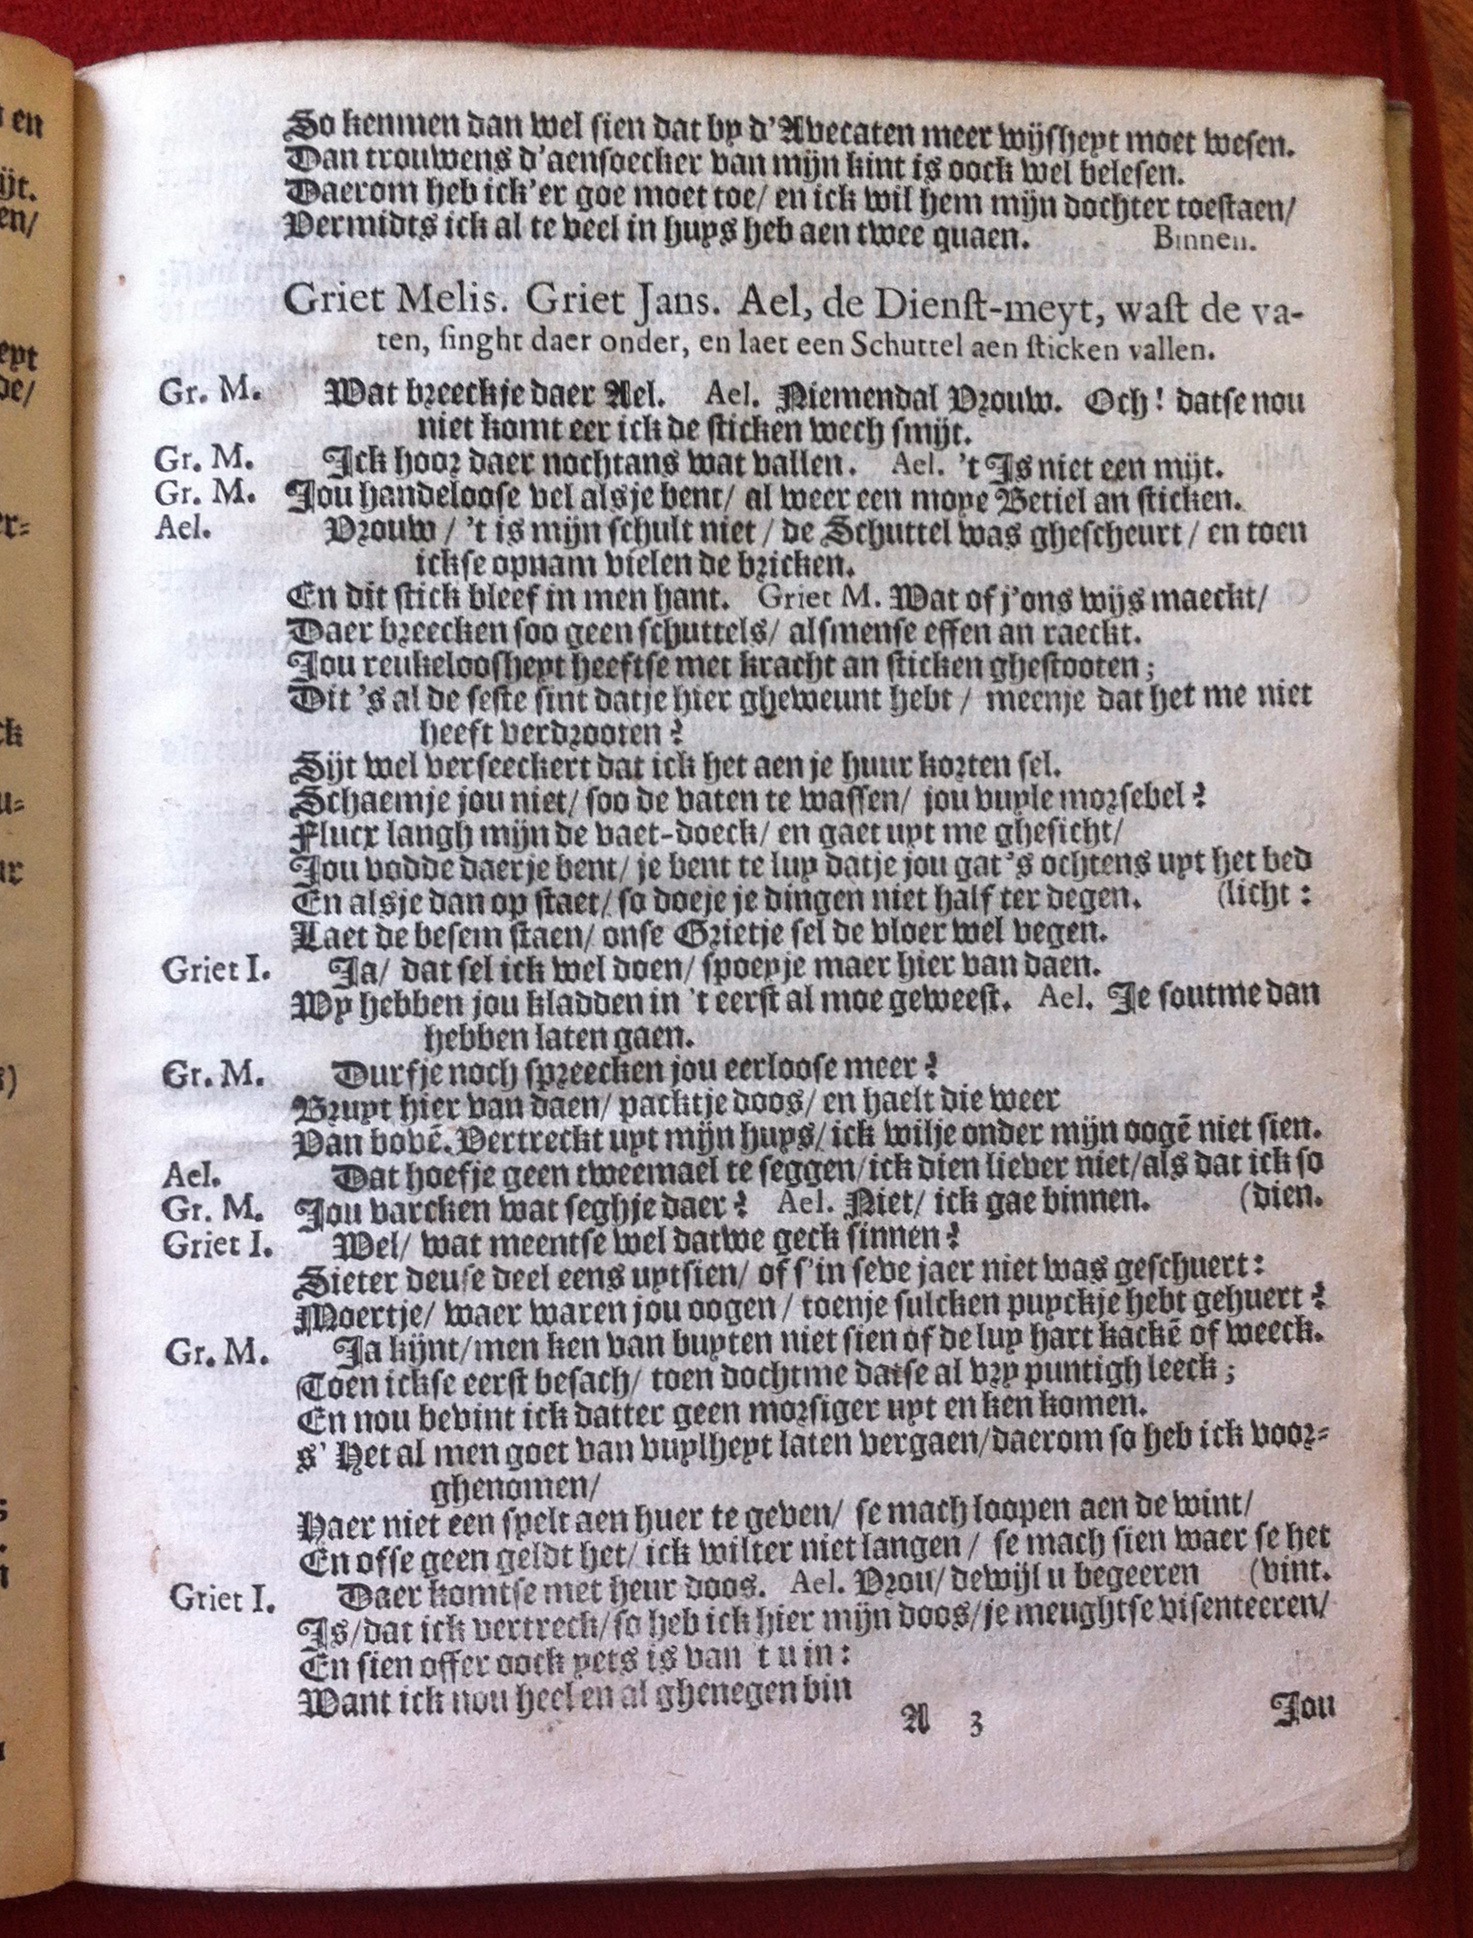 So kenmen dan wel sien dat by d'Avecaten meer wijsheyt moet wesen.
Dan trouwens d'aensoecker van mijn kint is oock wel belesen.
Daerom heb ick'er goe moet toe/ en ick wil hem mijn dochter toestaen/
Vermidts ick al te veel in huys heb aen twee quaen. Binnen.
Griet Melis. Griet Jans. Ael, de Dienst-meyt, wast de va-
ten, singht daer onder, en laet een Schuttel aen sticken vallen.
Gr. M. Wat breeckje daer Ael. Ael. Niemendal Vrouw. Och! datse nou
niet komt eer ick de sticken wech smijt.
Gr. M. Ick hoor daer nochtans wat vallen. Ael. 't Is niet een mijt.
Gr. M. Jou handeloose vel alsje bent/ al weer een moye Betiel an sticken.
Ael. Vrouw/ 't is mijn schult niet/ de Schuttel was ghescheurt/ en toen
ickse opnam vielen de bricken.
En dit stick bleef in men hant. Griet M. Wat of j'ons wijs maeckt/
Daer breecken soo geen schuttels/ alsmense effen an raeckt.
Jou reukelooshept heeftse met kracht an sticken ghestooten;
Dit 's al de seste sint datje hier gheweunt hebt/ meenje dat het me niet
heeft verdrooten?
Sijt wel verseeckert dat ick het aen je huur korten sel.
Schaemje jou niet/ soo de vaten te wassen/ jou vuyle morsebel?
Flucx langh mijn de vaet-doeck/ en gaet uyt me ghesicht/
Jou vodde daerje bent/ je bent te luy datje jou gat 's ochtens uyt het bed
En alsje dan op staet/ so doeje je dingen niet half ter degen. (licht:
Laet de besem staen/ onse Grietje sel de vloer wel vegen.
Griet I. Ja/ dat sel ick wel doen/ spoeyje maer hier van daen.
Wy hebben jou kladden in 't eerst al moe geweest. Ael. Je soutme dan
hebben laten gaen.
Gr. M. Durfje noch spreecken jou eerloose meer?
Bruyt hier van daen/ packtje doos/ en haelt die weer
Van bovē. Vertreckt uyt mijn huys/ ick wilje onder mijn oogē niet sien.
Ael. Dat hoefje geen tweemael te seggen/ ick dien liever niet/ als dat ick so
Gr. M. Jou varcken wat seghje daer? Ael. Niet/ ick gae binnen. (dien.
Griet I. Wel/ wat meentse wel datwe geck sinnen?
Sieter deuse deel eens uytsien/ of s'in seve jaer niet was geschuert:
Moertje/ waer waren jou oogen/ toenje sulcken puyckje hebt gehuert?
Gr. M. Ja kijnt/ men ken van buyten niet sien of de luy hart kackē of weeck.
Toen ickse eerst besach/ toen dochtme datse al vry puntigh leeck;
En nou bevint ick datter geen morsiger uyt en ken komen.
s' Het al men goet van vuylheyt laten vergaen/ daerom so heb ick voor-
ghenomen/
Haer niet een spelt aen huer te geven/ se mach loopen aen de wint/
En ofse geen geldt het/ ick wilter niet langen/ se mach sien waer se het
Griet I. Daer komtse met heur doos. Ael. Vrou/ dewijl u begeeren (vint.
Is/ dat ick vertreck/ so heb ick hier mijn doos/ je meughtse visenteeren/
En sien offer oock yets is van 't u in:
Want ick nou heel en al ghenegen bin
A 3 Jou